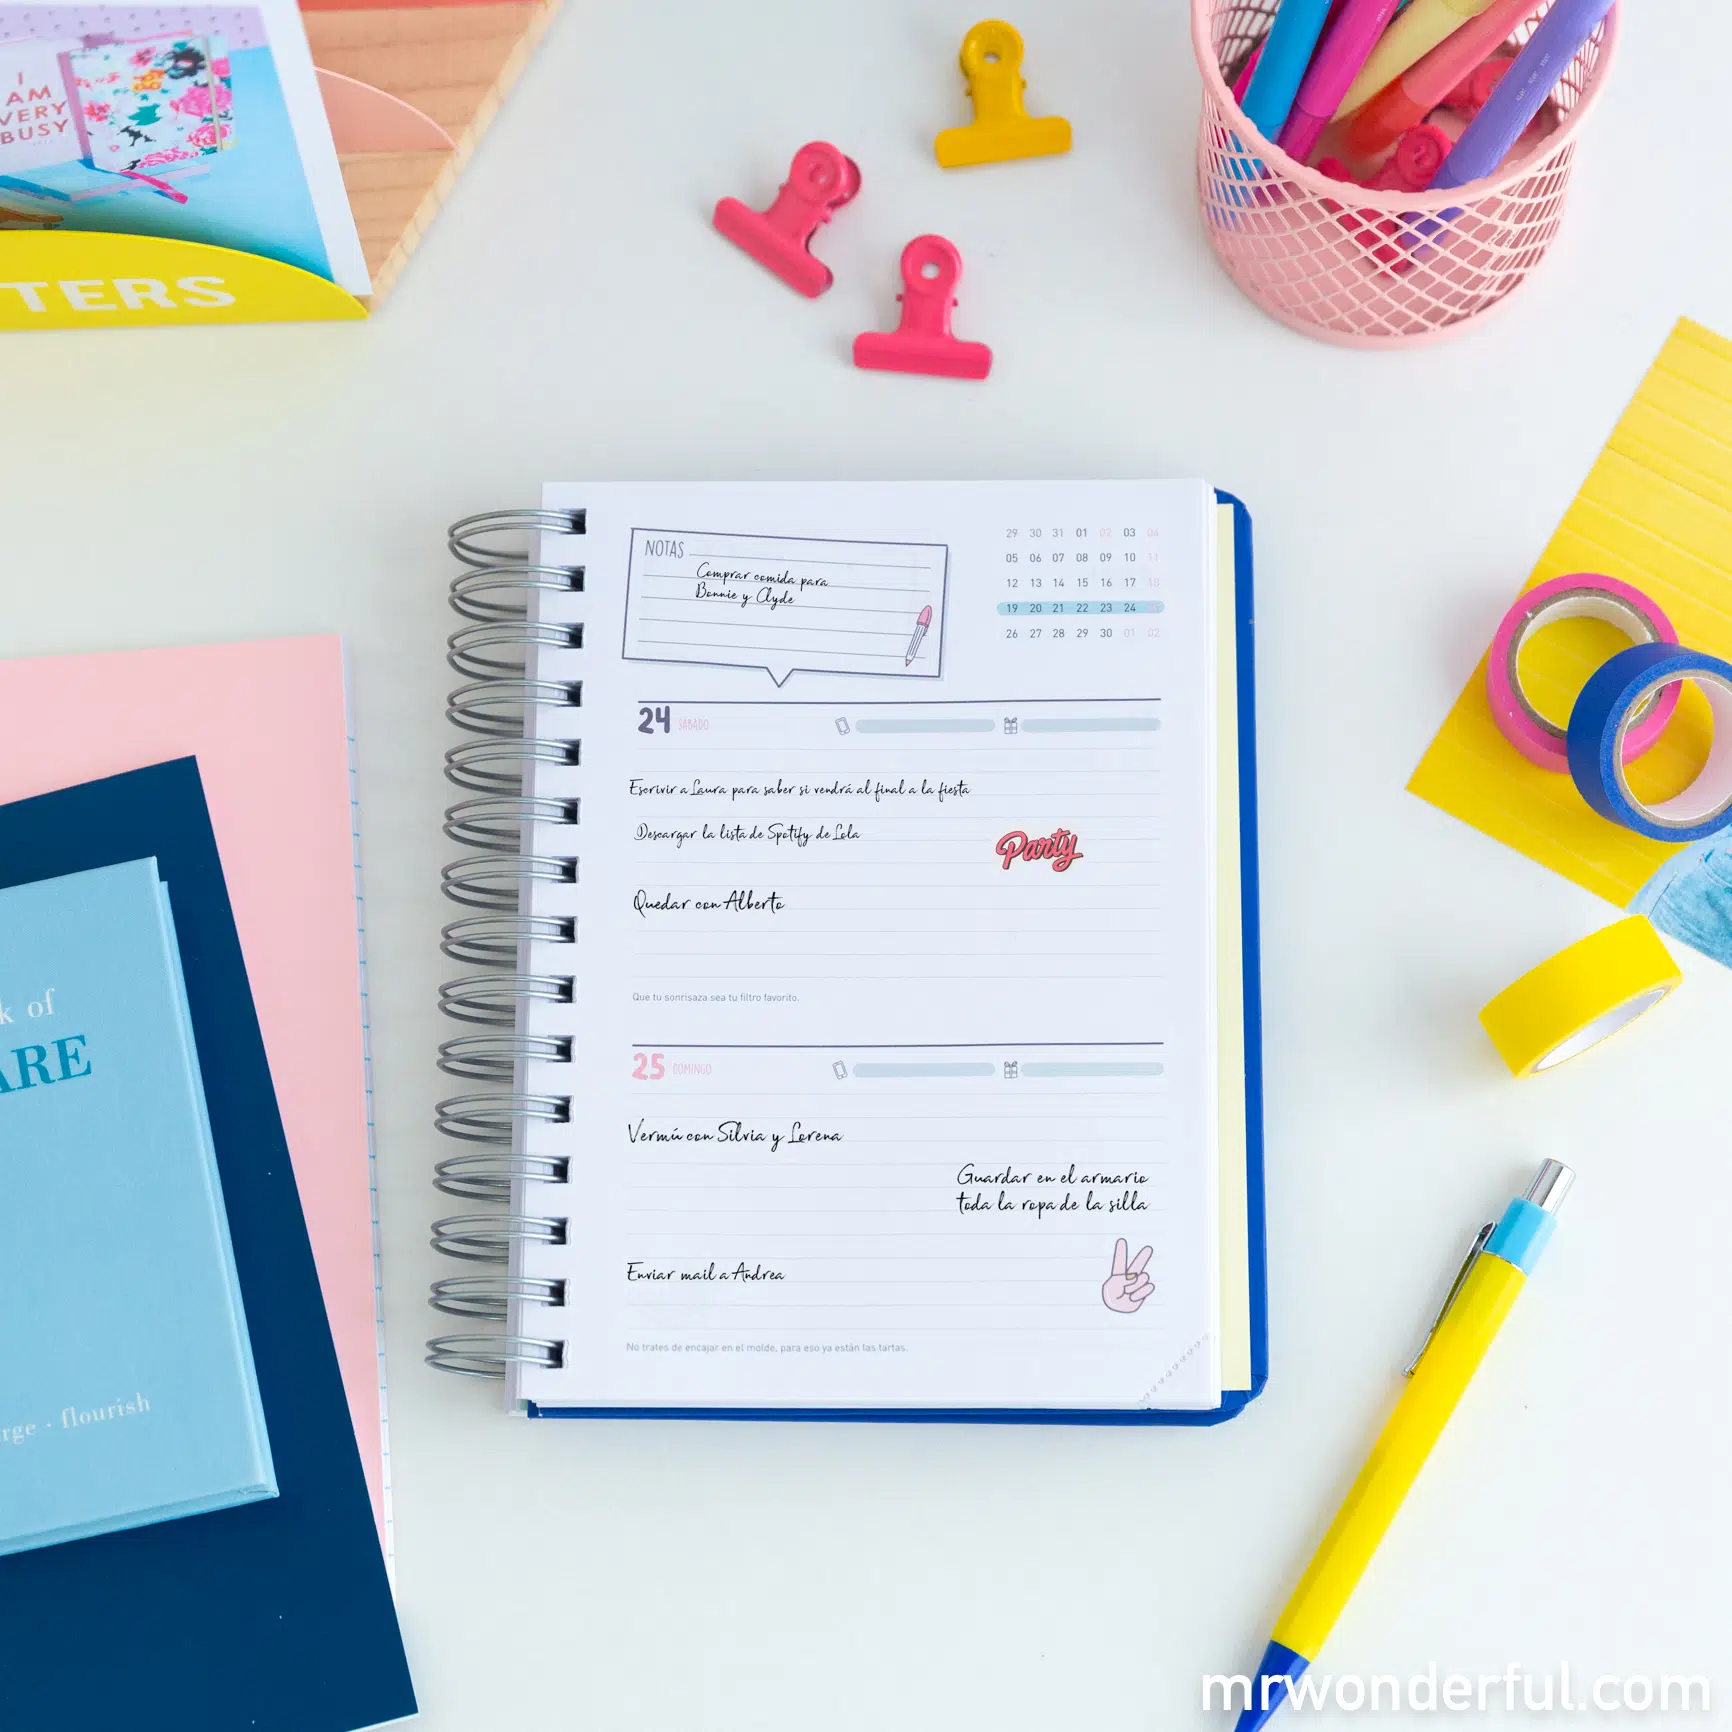 I
AM
VERY
BUSY
TERS
NOTAS
Comprar comida para
Bonnie y Clyde
29 30 31 01 02 03 04
05 06 07 08 09 10 11
12 13 14 15 16 17 18
19 20 21 22 23 24
26 27 28 29 30 01 02
24 SÁBADO
Escrivir a Laura para saber si vendrá al final a la fiesta
Descargar la lista de Spotify de Lola
Party
Quedar con Alberto
Que tu sonrisaza sea tu filtro favorito.
25 DOMINGO
Vermú con Silvia y Lorena
Guardar en el armario
toda la ropa de la silla
Enviar mail a Andrea
No trates de encajar en el molde, para eso ya están las tartas.
k of
ARE
rge · flourish
mrwonderful.com